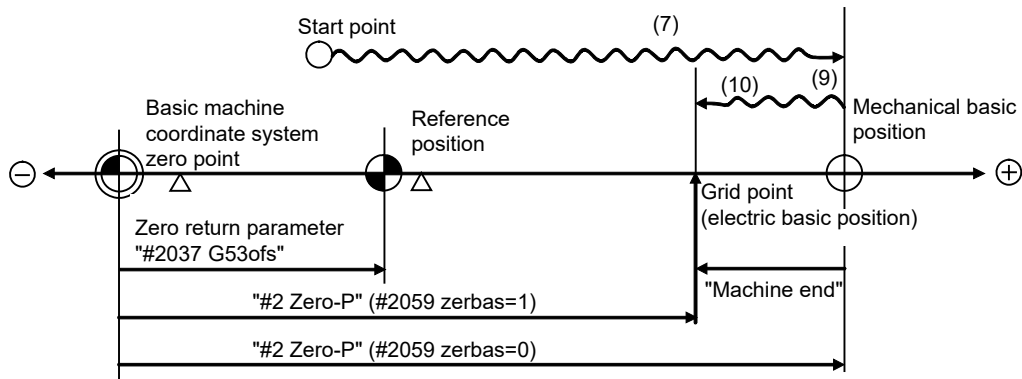 Start point
(7)
(10)
(9)
Basic machine
coordinate system
zero point
Reference
position
Mechanical basic
position
⊖
⊕
Grid point
(electric basic position)
Zero return parameter
"#2037 G53ofs"
"Machine end"
"#2 Zero-P" (#2059 zerbas=1)
"#2 Zero-P" (#2059 zerbas=0)